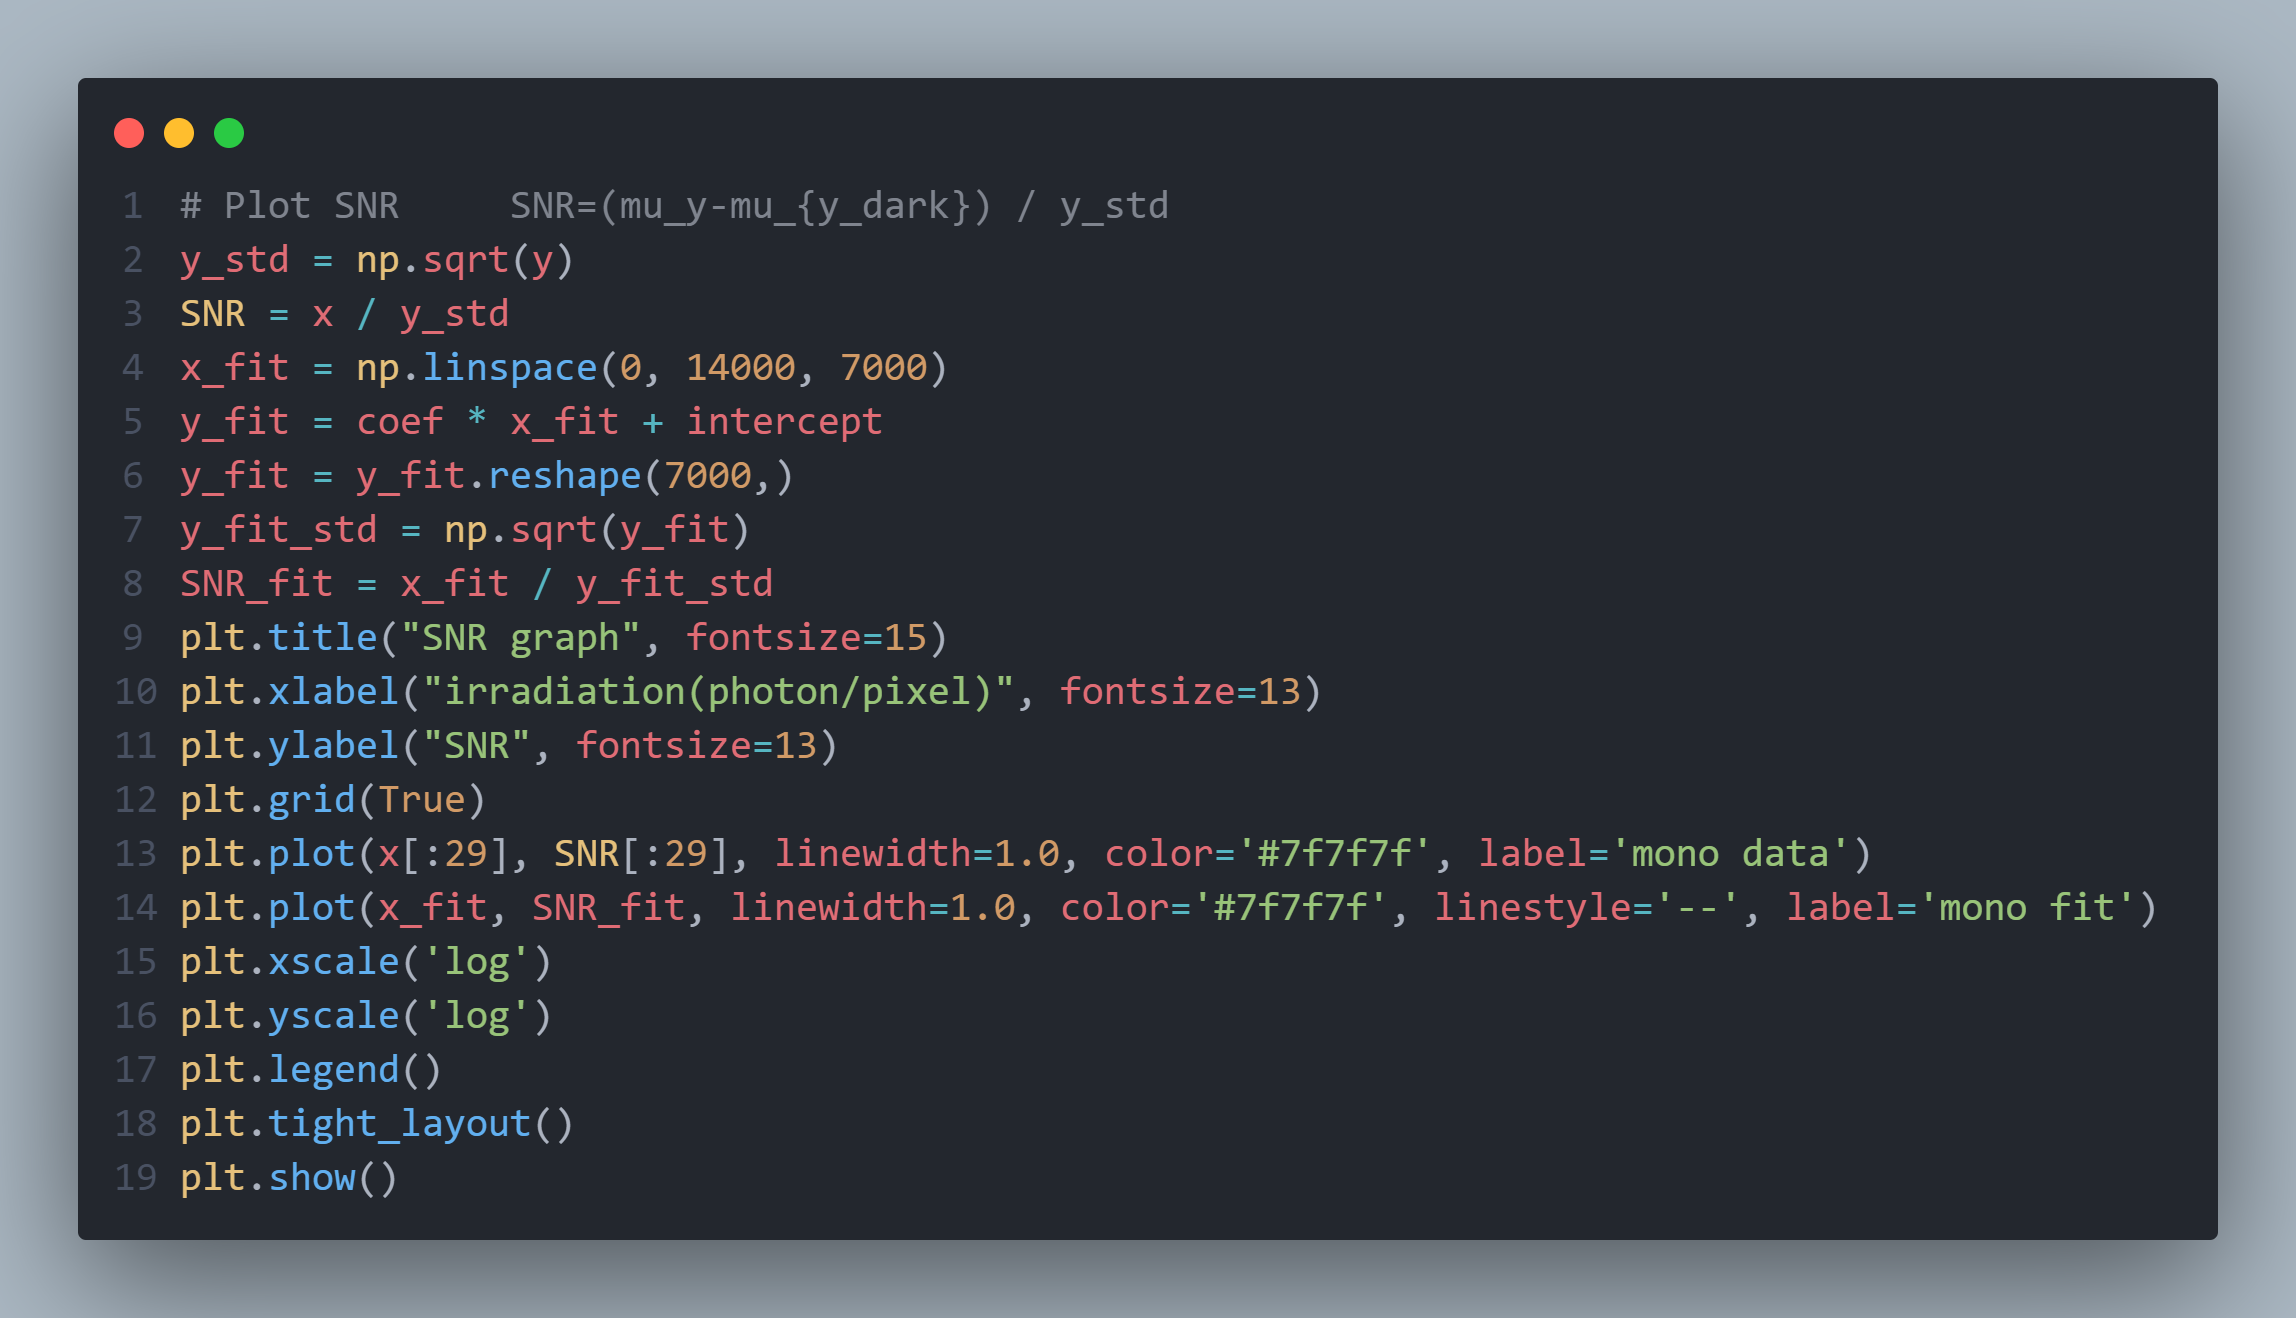 1 # Plot SNR     SNR=(mu_y-mu_{y_dark}) / y_std
2 y_std = np.sqrt(y)
3 SNR = x / y_std
4 x_fit = np.linspace(0, 14000, 7000)
5 y_fit = coef * x_fit + intercept
6 y_fit = y_fit.reshape(7000,)
7 y_fit_std = np.sqrt(y_fit)
8 SNR_fit = x_fit / y_fit_std
9 plt.title("SNR graph", fontsize=15)
10 plt.xlabel("irradiation(photon/pixel)", fontsize=13)
11 plt.ylabel("SNR", fontsize=13)
12 plt.grid(True)
13 plt.plot(x[:29], SNR[:29], linewidth=1.0, color='#7f7f7f', label='mono data')
14 plt.plot(x_fit, SNR_fit, linewidth=1.0, color='#7f7f7f', linestyle='--', label='mono fit')
15 plt.xscale('log')
16 plt.yscale('log')
17 plt.legend()
18 plt.tight_layout()
19 plt.show()